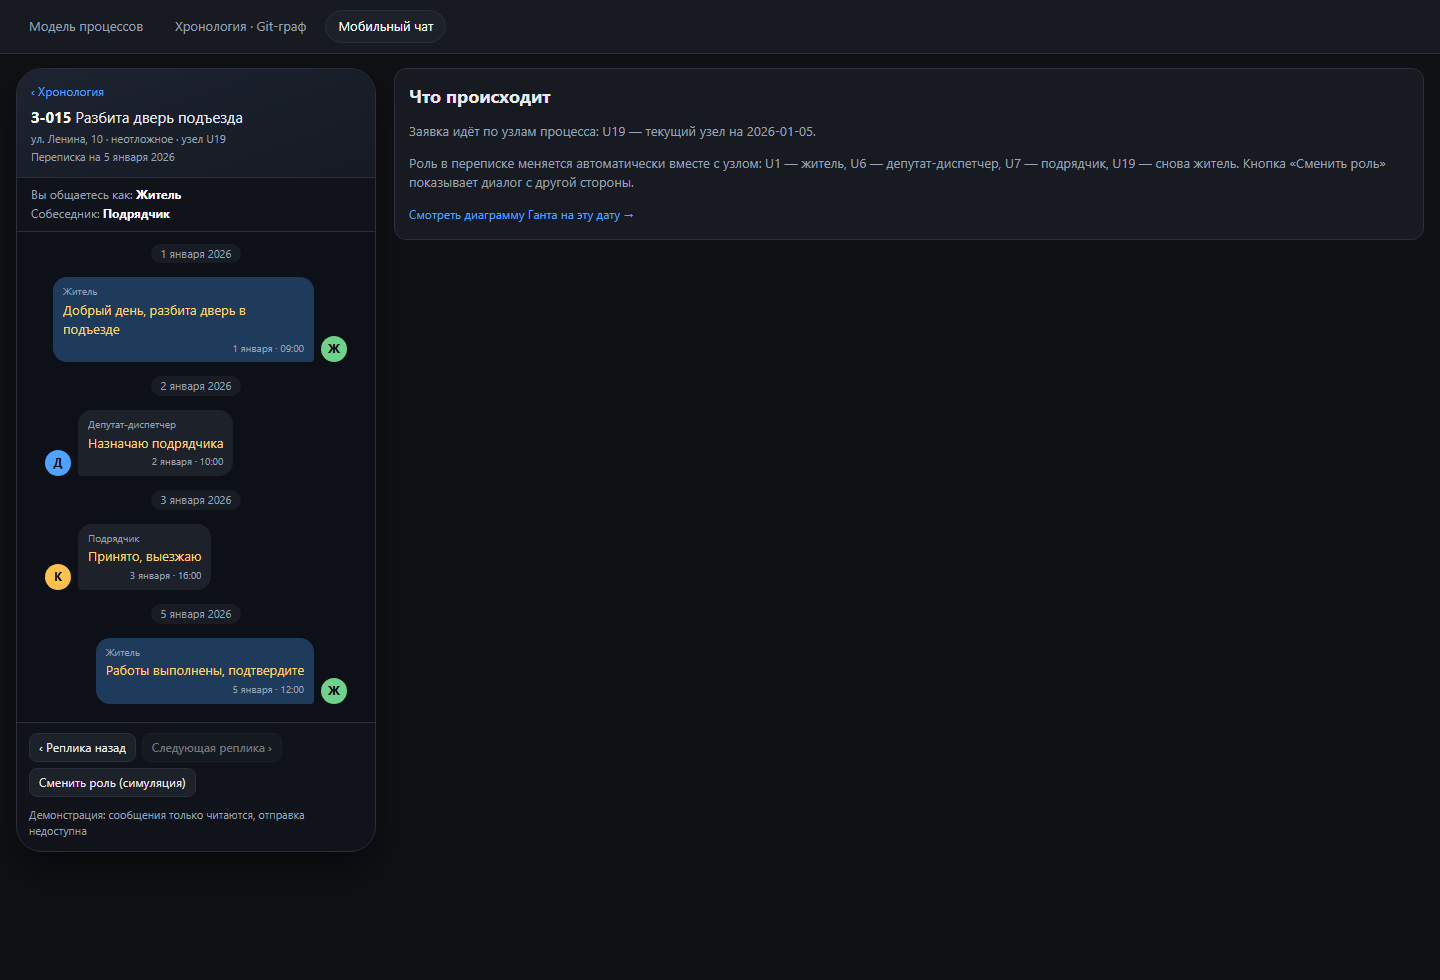 Модель процессов
Хронология · Git-граф
Мобильный чат
‹ Хронология
З-015 Разбита дверь подъезда
ул. Ленина, 10 · неотложное · узел U19
Переписка на 5 января 2026
Вы общаетесь как: Житель
Собеседник: Подрядчик
1 января 2026
Житель
Добрый день, разбита дверь в
подъезде
1 января · 09:00
Ж
2 января 2026
Депутат-диспетчер
Назначаю подрядчика
2 января · 10:00
Д
3 января 2026
Подрядчик
Принято, выезжаю
3 января · 16:00
К
5 января 2026
Житель
Работы выполнены, подтвердите
5 января · 12:00
Ж
‹ Реплика назад
Следующая реплика ›
Сменить роль (симуляция)
Демонстрация: сообщения только читаются, отправка
недоступна
Что происходит
Заявка идёт по узлам процесса: U19 — текущий узел на 2026-01-05.
Роль в переписке меняется автоматически вместе с узлом: U1 — житель, U6 — депутат-диспетчер, U7 — подрядчик, U19 — снова житель. Кнопка «Сменить роль»
показывает диалог с другой стороны.
Смотреть диаграмму Ганта на эту дату →